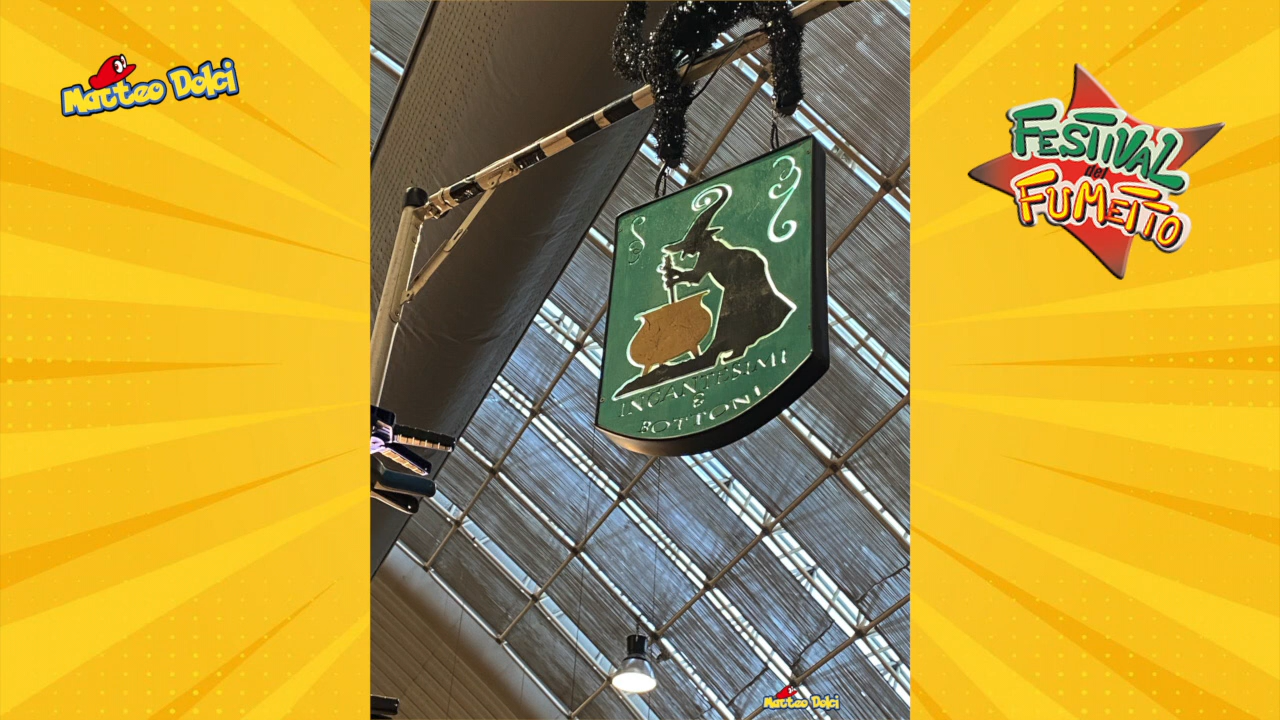 Matteo Dolci
FESTIVAL
del
FUMETTO
INCANTESIMI
&
BOTTONI
Matteo Dolci